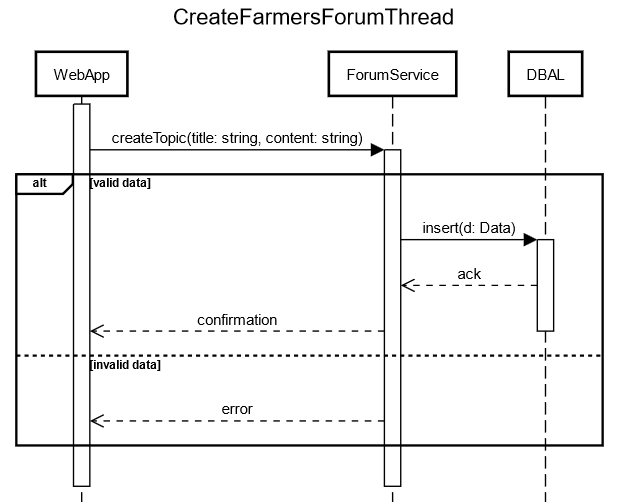 CreateFarmersForumThread
WebApp
ForumService
DBAL
createTopic(title: string, content: string)
alt
[valid data]
insert(d: Data)
ack
confirmation
[invalid data]
error